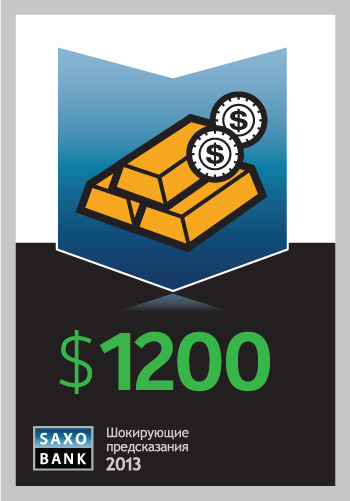 $
$
$1200
SAXO
BANK
Шокирующие
предсказания
2013